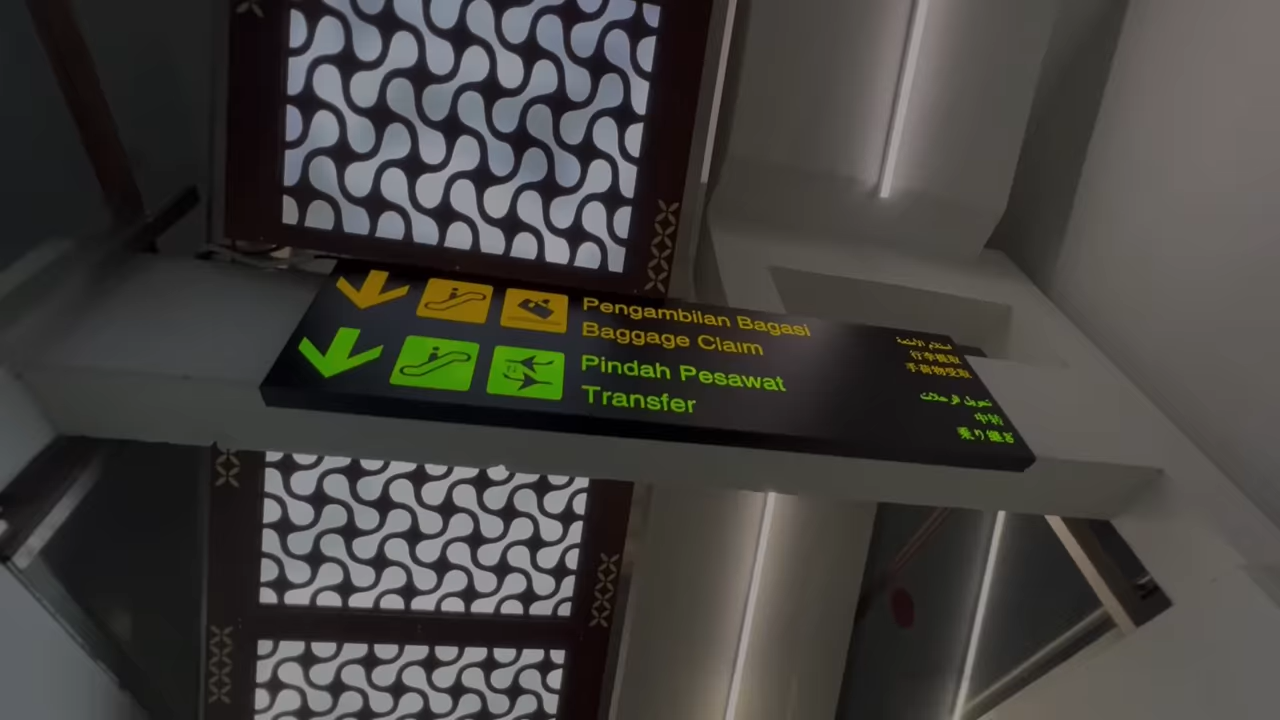 Pengambilan Bagasi
Baggage Claim
استلام الأمتعة
行李提取
手荷物受取
Pindah Pesawat
Transfer
تحويل الرحلات
中转
乗り継ぎ